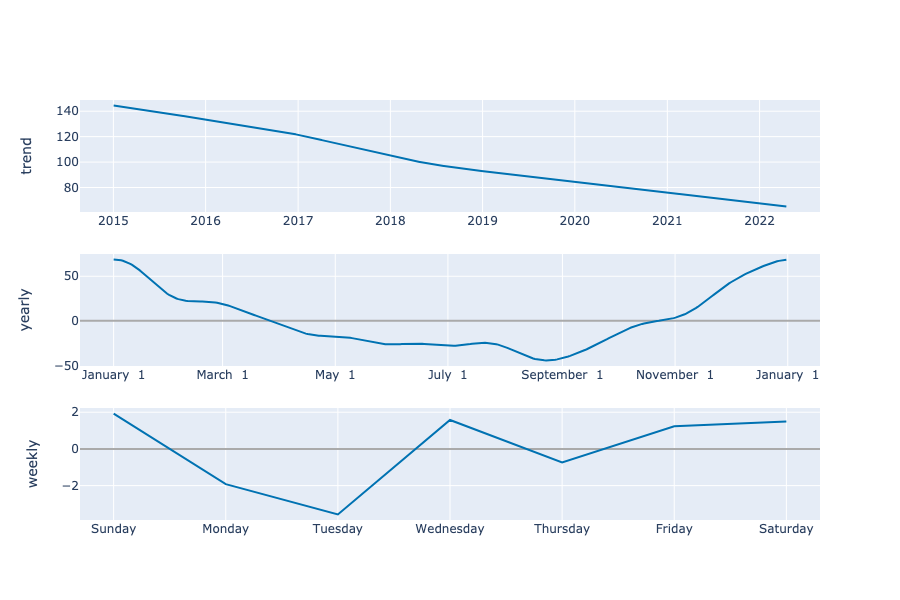 trend
140
120
100
80
2015 2016 2017 2018 2019 2020 2021 2022
yearly
50
0
−50
January 1 March 1 May 1 July 1 September 1 November 1 January 1
weekly
2
0
−2
Sunday Monday Tuesday Wednesday Thursday Friday Saturday